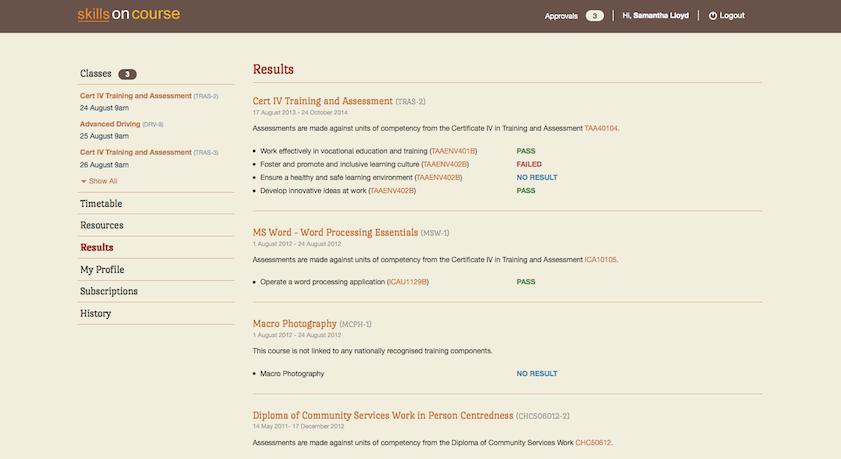 skillsoncourse
Approvals 3 Hi, Samantha Lloyd Logout
Classes 3
Cert IV Training and Assessment (TRAS-2)
24 August 9am
Advanced Driving (DRV-8)
25 August 9am
Cert IV Training and Assessment (TRAS-3)
26 August 9am
Show All
Timetable
Resources
Results
My Profile
Subscriptions
History
Results
Cert IV Training and Assessment (TRAS-2)
17 August 2013 - 24 October 2014
Assessments are made against units of competency from the Certificate IV in Training and Assessment TAA40104.
• Work effectively in vocational education and training (TAAENV401B) PASS
• Foster and promote and inclusive learning culture (TAAENV402B) FAILED
• Ensure a healthy and safe learning environment (TAAENV402B) NO RESULT
• Develop innovative ideas at work (TAAENV402B) PASS
MS Word - Word Processing Essentials (MSW-1)
1 August 2012 - 24 August 2012
Assessments are made against units of competency from the Certificate IV in Training and Assessment ICA10105.
• Operate a word processing application (ICAU1129B) PASS
Macro Photography (MCPH-1)
1 August 2012 - 24 August 2012
This course is not linked to any nationally recognised training components.
• Macro Photography NO RESULT
Diploma of Community Services Work in Person Centredness (CHC506012-2)
14 May 2011- 17 December 2012
Assessments are made against units of competency from the Diploma of Community Services Work CHC50612.